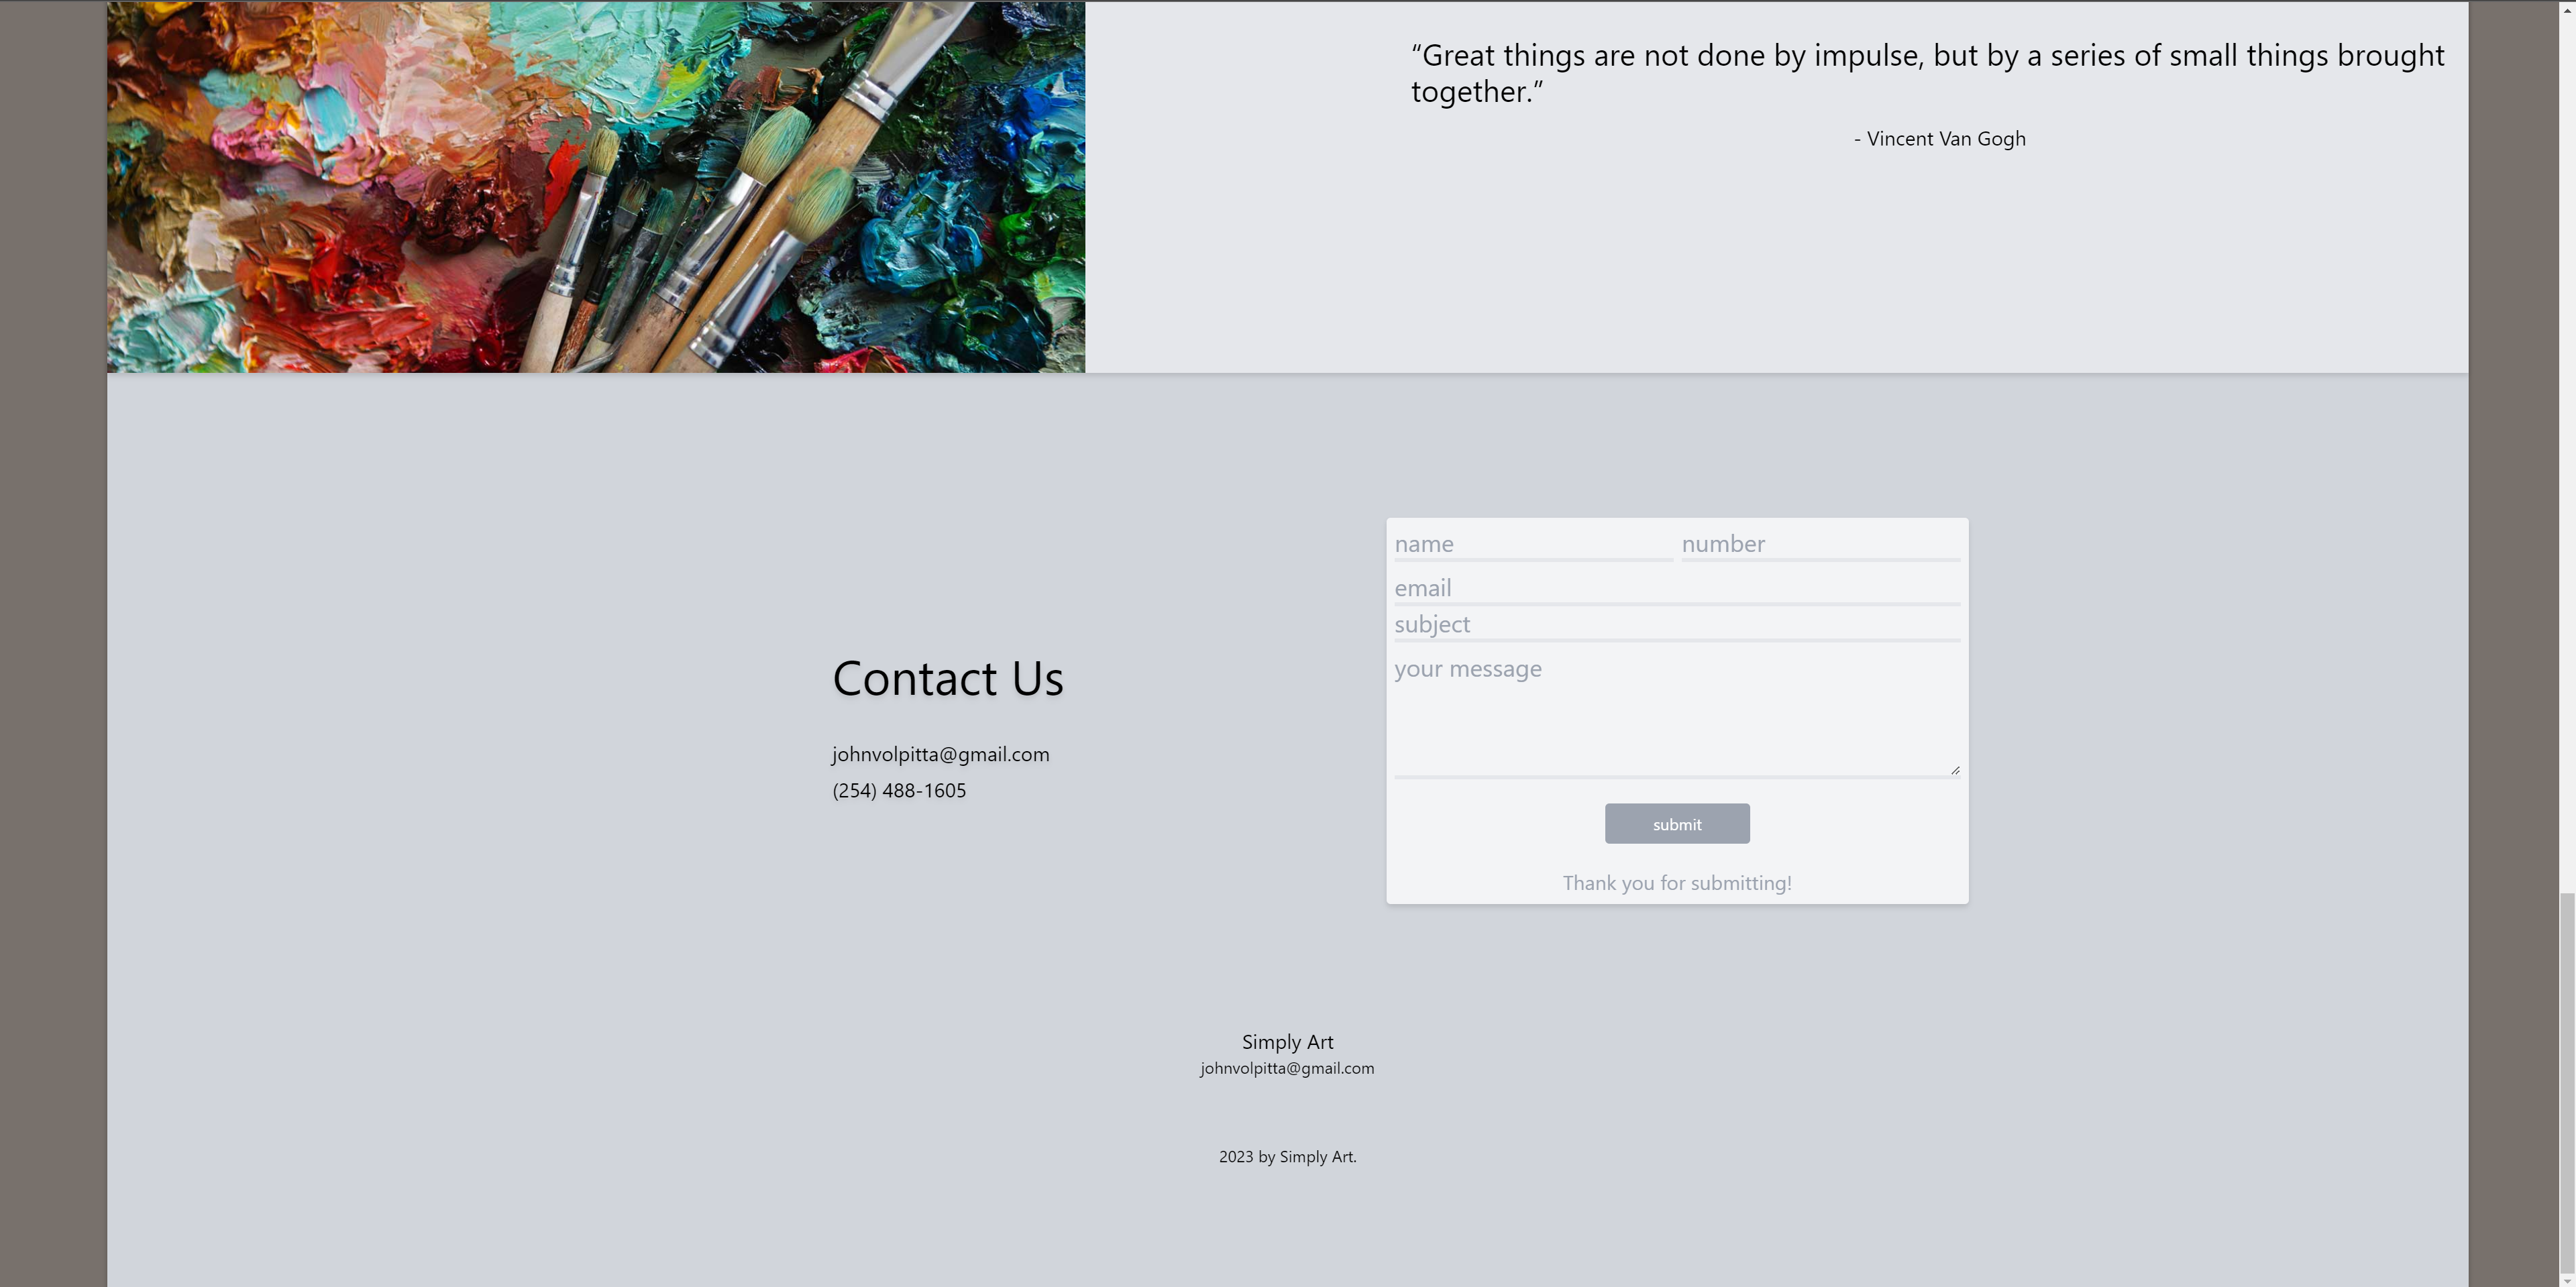 “Great things are not done by impulse, but by a series of small things brought
together.”
- Vincent Van Gogh
Contact Us
johnvolpitta@gmail.com
(254) 488-1605
name
number
email
subject
your message
submit
Thank you for submitting!
Simply Art
johnvolpitta@gmail.com
2023 by Simply Art.